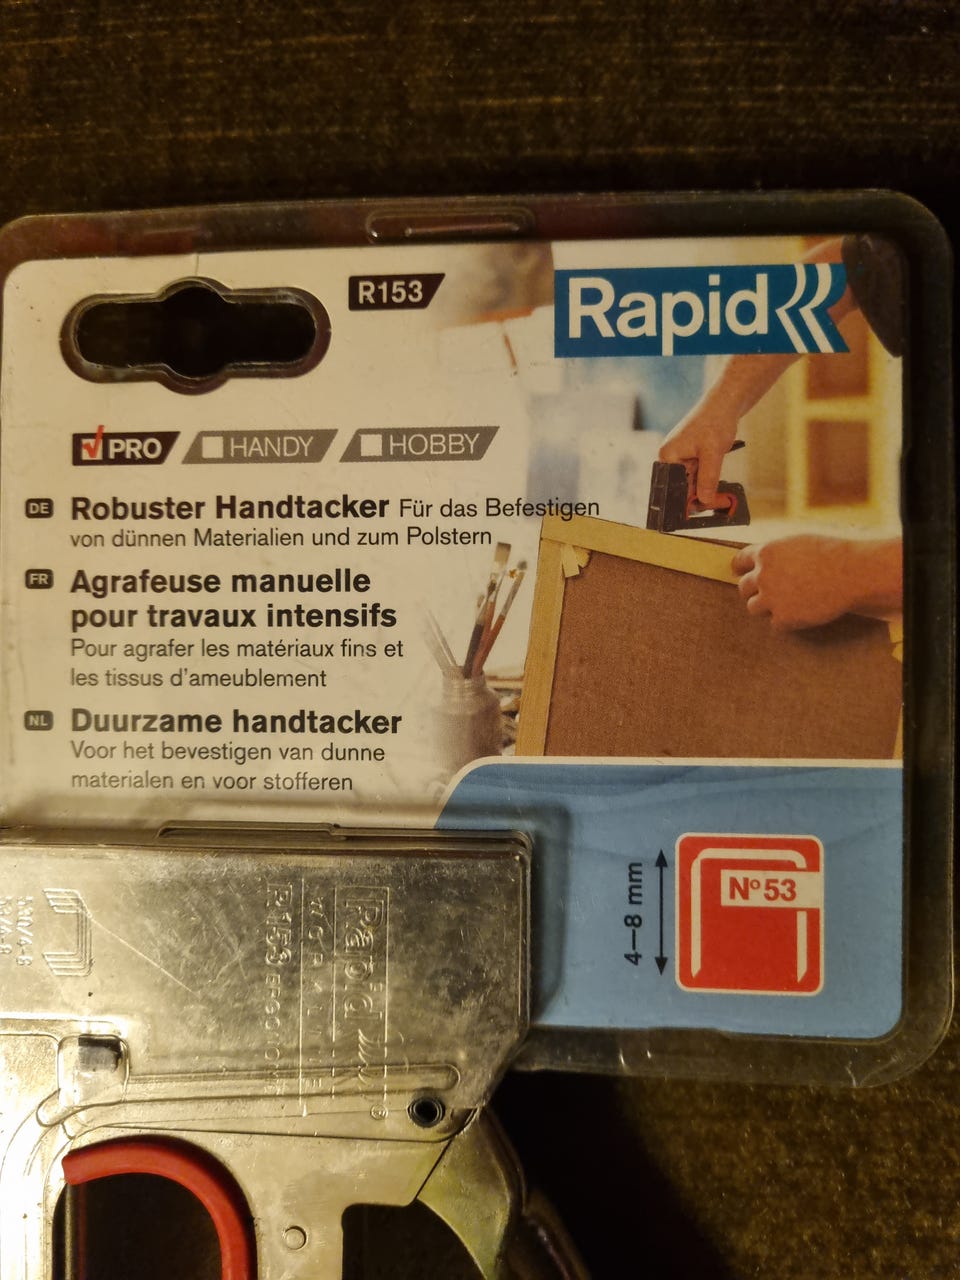 R153
Rapid
PRO HANDY HOBBY
DE Robuster Handtacker Für das Befestigen
von dünnen Materialien und zum Polstern
FR Agrafeuse manuelle
pour travaux intensifs
Pour agrafer les matériaux fins et
les tissus d'ameublement
NL Duurzame handtacker
Voor het bevestigen van dunne
materialen en voor stofferen
4–8 mm
Nº 53
Rapid
R153 ERGONOMIC